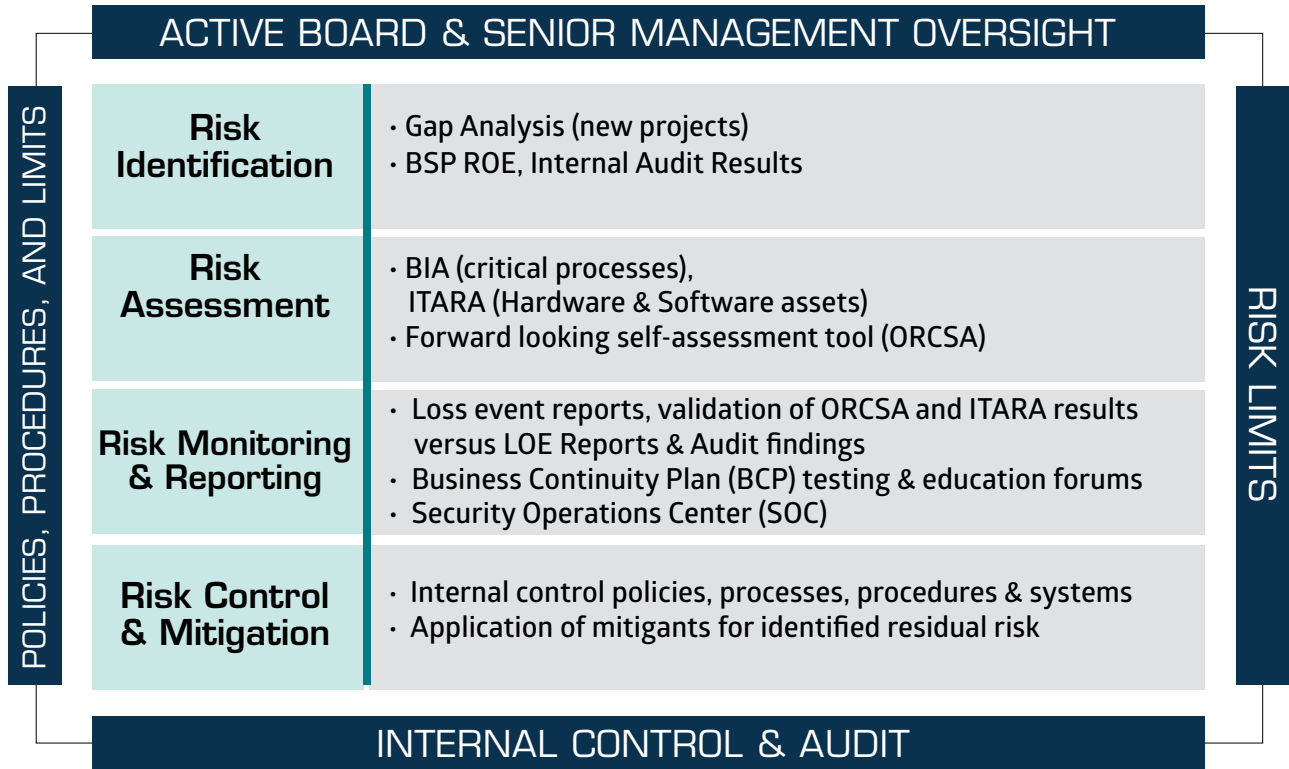 ACTIVE BOARD & SENIOR MANAGEMENT OVERSIGHT
POLICIES, PROCEDURES, AND LIMITS
Risk
Identification
· Gap Analysis (new projects)
· BSP ROE, Internal Audit Results
Risk
Assessment
· BIA (critical processes),
ITARA (Hardware & Software assets)
· Forward looking self-assessment tool (ORCSA)
Risk Monitoring
& Reporting
· Loss event reports, validation of ORCSA and ITARA results
versus LOE Reports & Audit findings
· Business Continuity Plan (BCP) testing & education forums
· Security Operations Center (SOC)
Risk Control
& Mitigation
· Internal control policies, processes, procedures & systems
· Application of mitigants for identified residual risk
RISK LIMITS
INTERNAL CONTROL & AUDIT